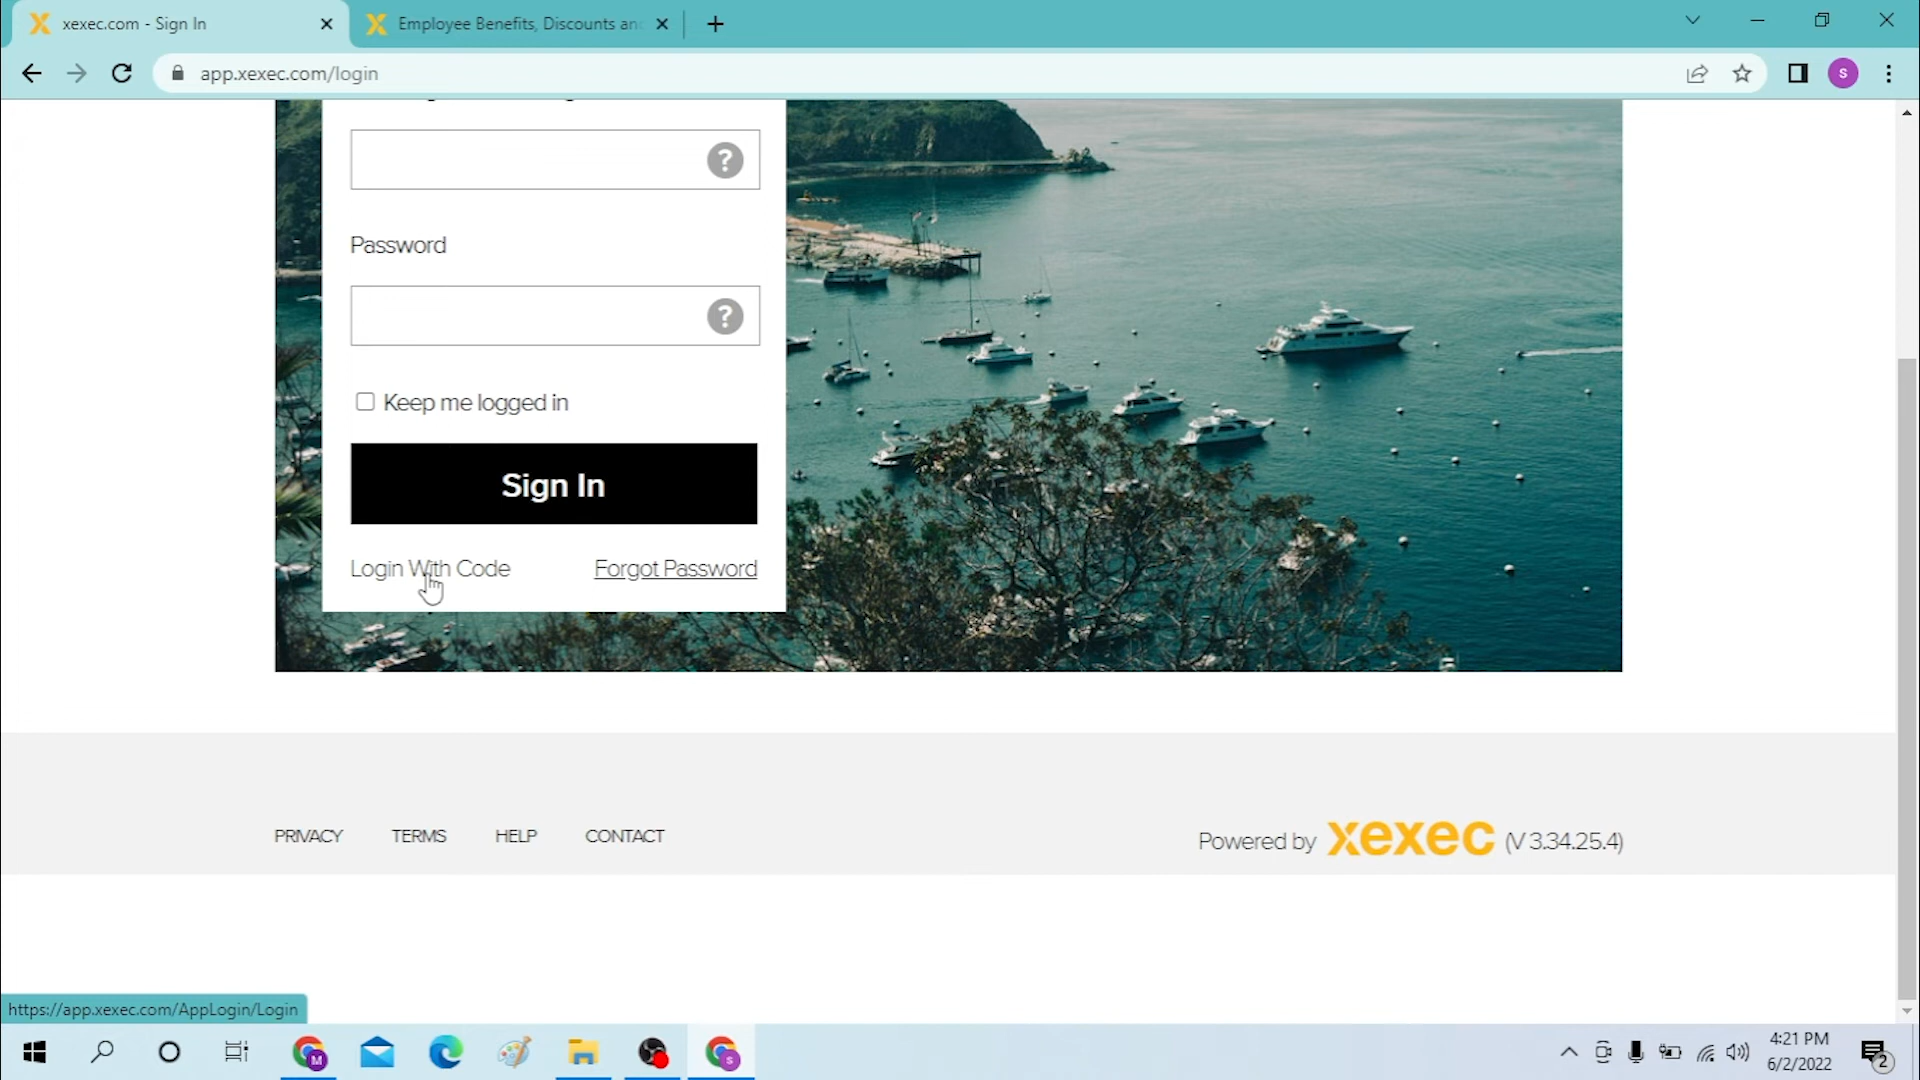 xexec.com - Sign In
Employee Benefits, Discounts an
app.xexec.com/login
S
?
Password
?
Keep me logged in
Sign In
Login With Code
Forgot Password
PRIVACY
TERMS
HELP
CONTACT
Powered by xexec (V 3.34.25.4)
https://app.xexec.com/AppLogin/Login
M
S
4:21 PM
6/2/2022
2